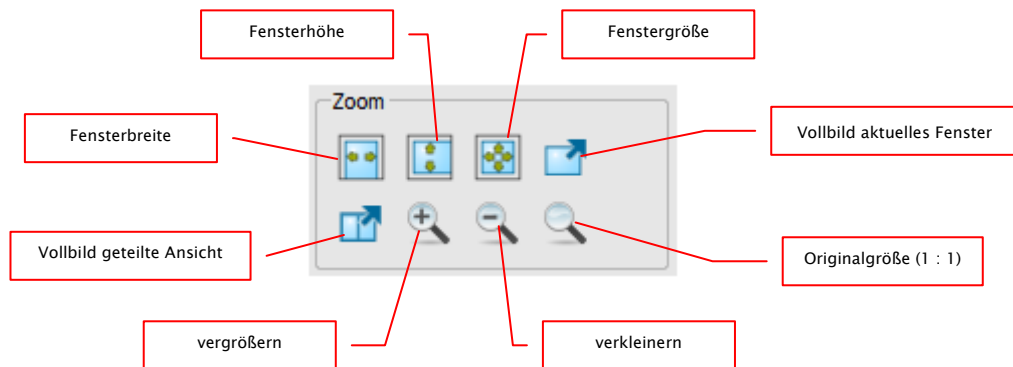 Fensterhöhe
Fenstergröße
Zoom
Fensterbreite
Vollbild aktuelles Fenster
Vollbild geteilte Ansicht
Originalgröße (1 : 1)
vergrößern
verkleinern